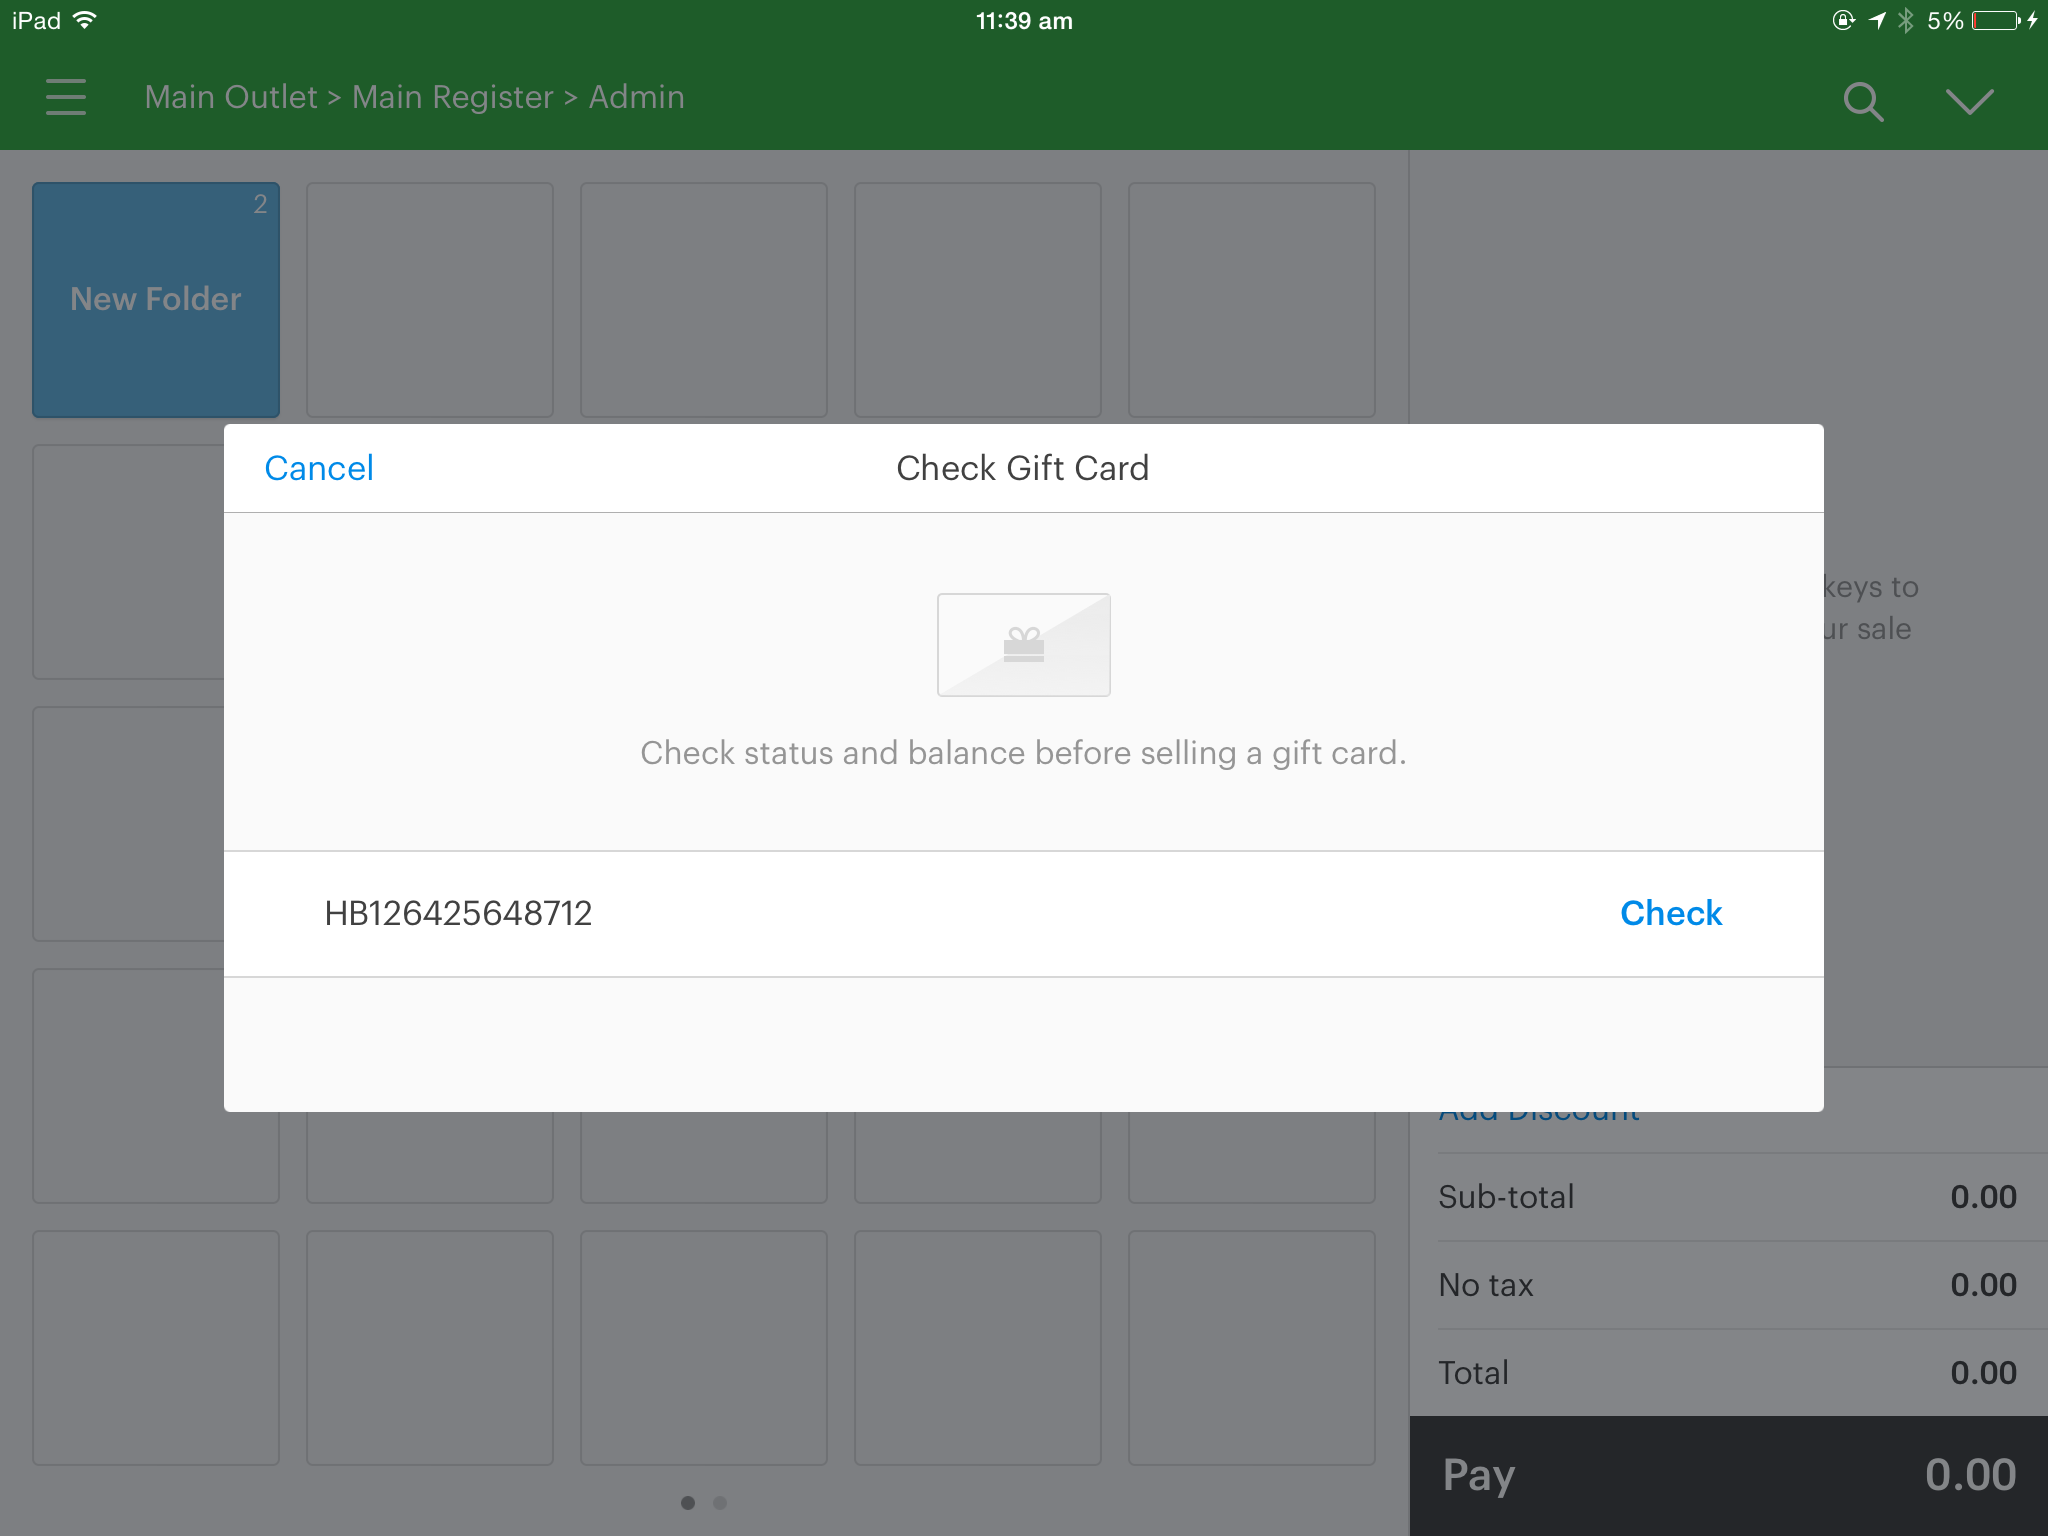 iPad
11:39 am
5%
Main Outlet > Main Register > Admin
2
New Folder
Cancel
Check Gift Card
keys to
ur sale
Check status and balance before selling a gift card.
HB126425648712
Check
Add Discount
Sub-total 0.00
No tax 0.00
Total 0.00
Pay 0.00